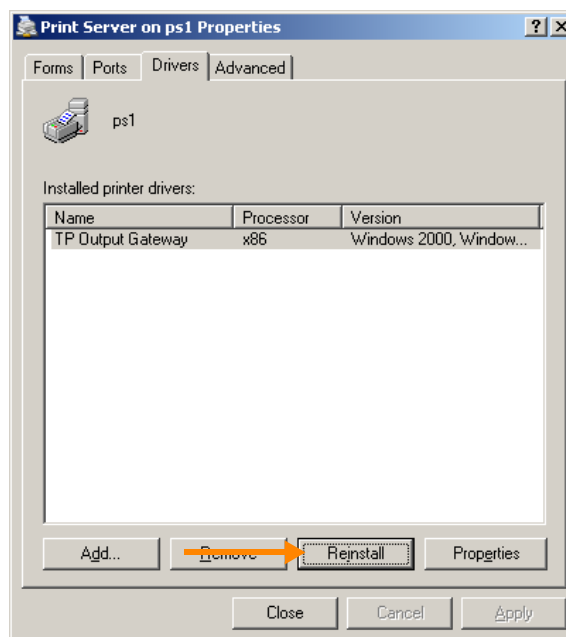 Print Server on ps1 Properties
Forms Ports Drivers Advanced
ps1
Installed printer drivers:
Name Processor Version
TP Output Gateway x86 Windows 2000, Window...
Add... Remove Reinstall Properties
Close Cancel Apply